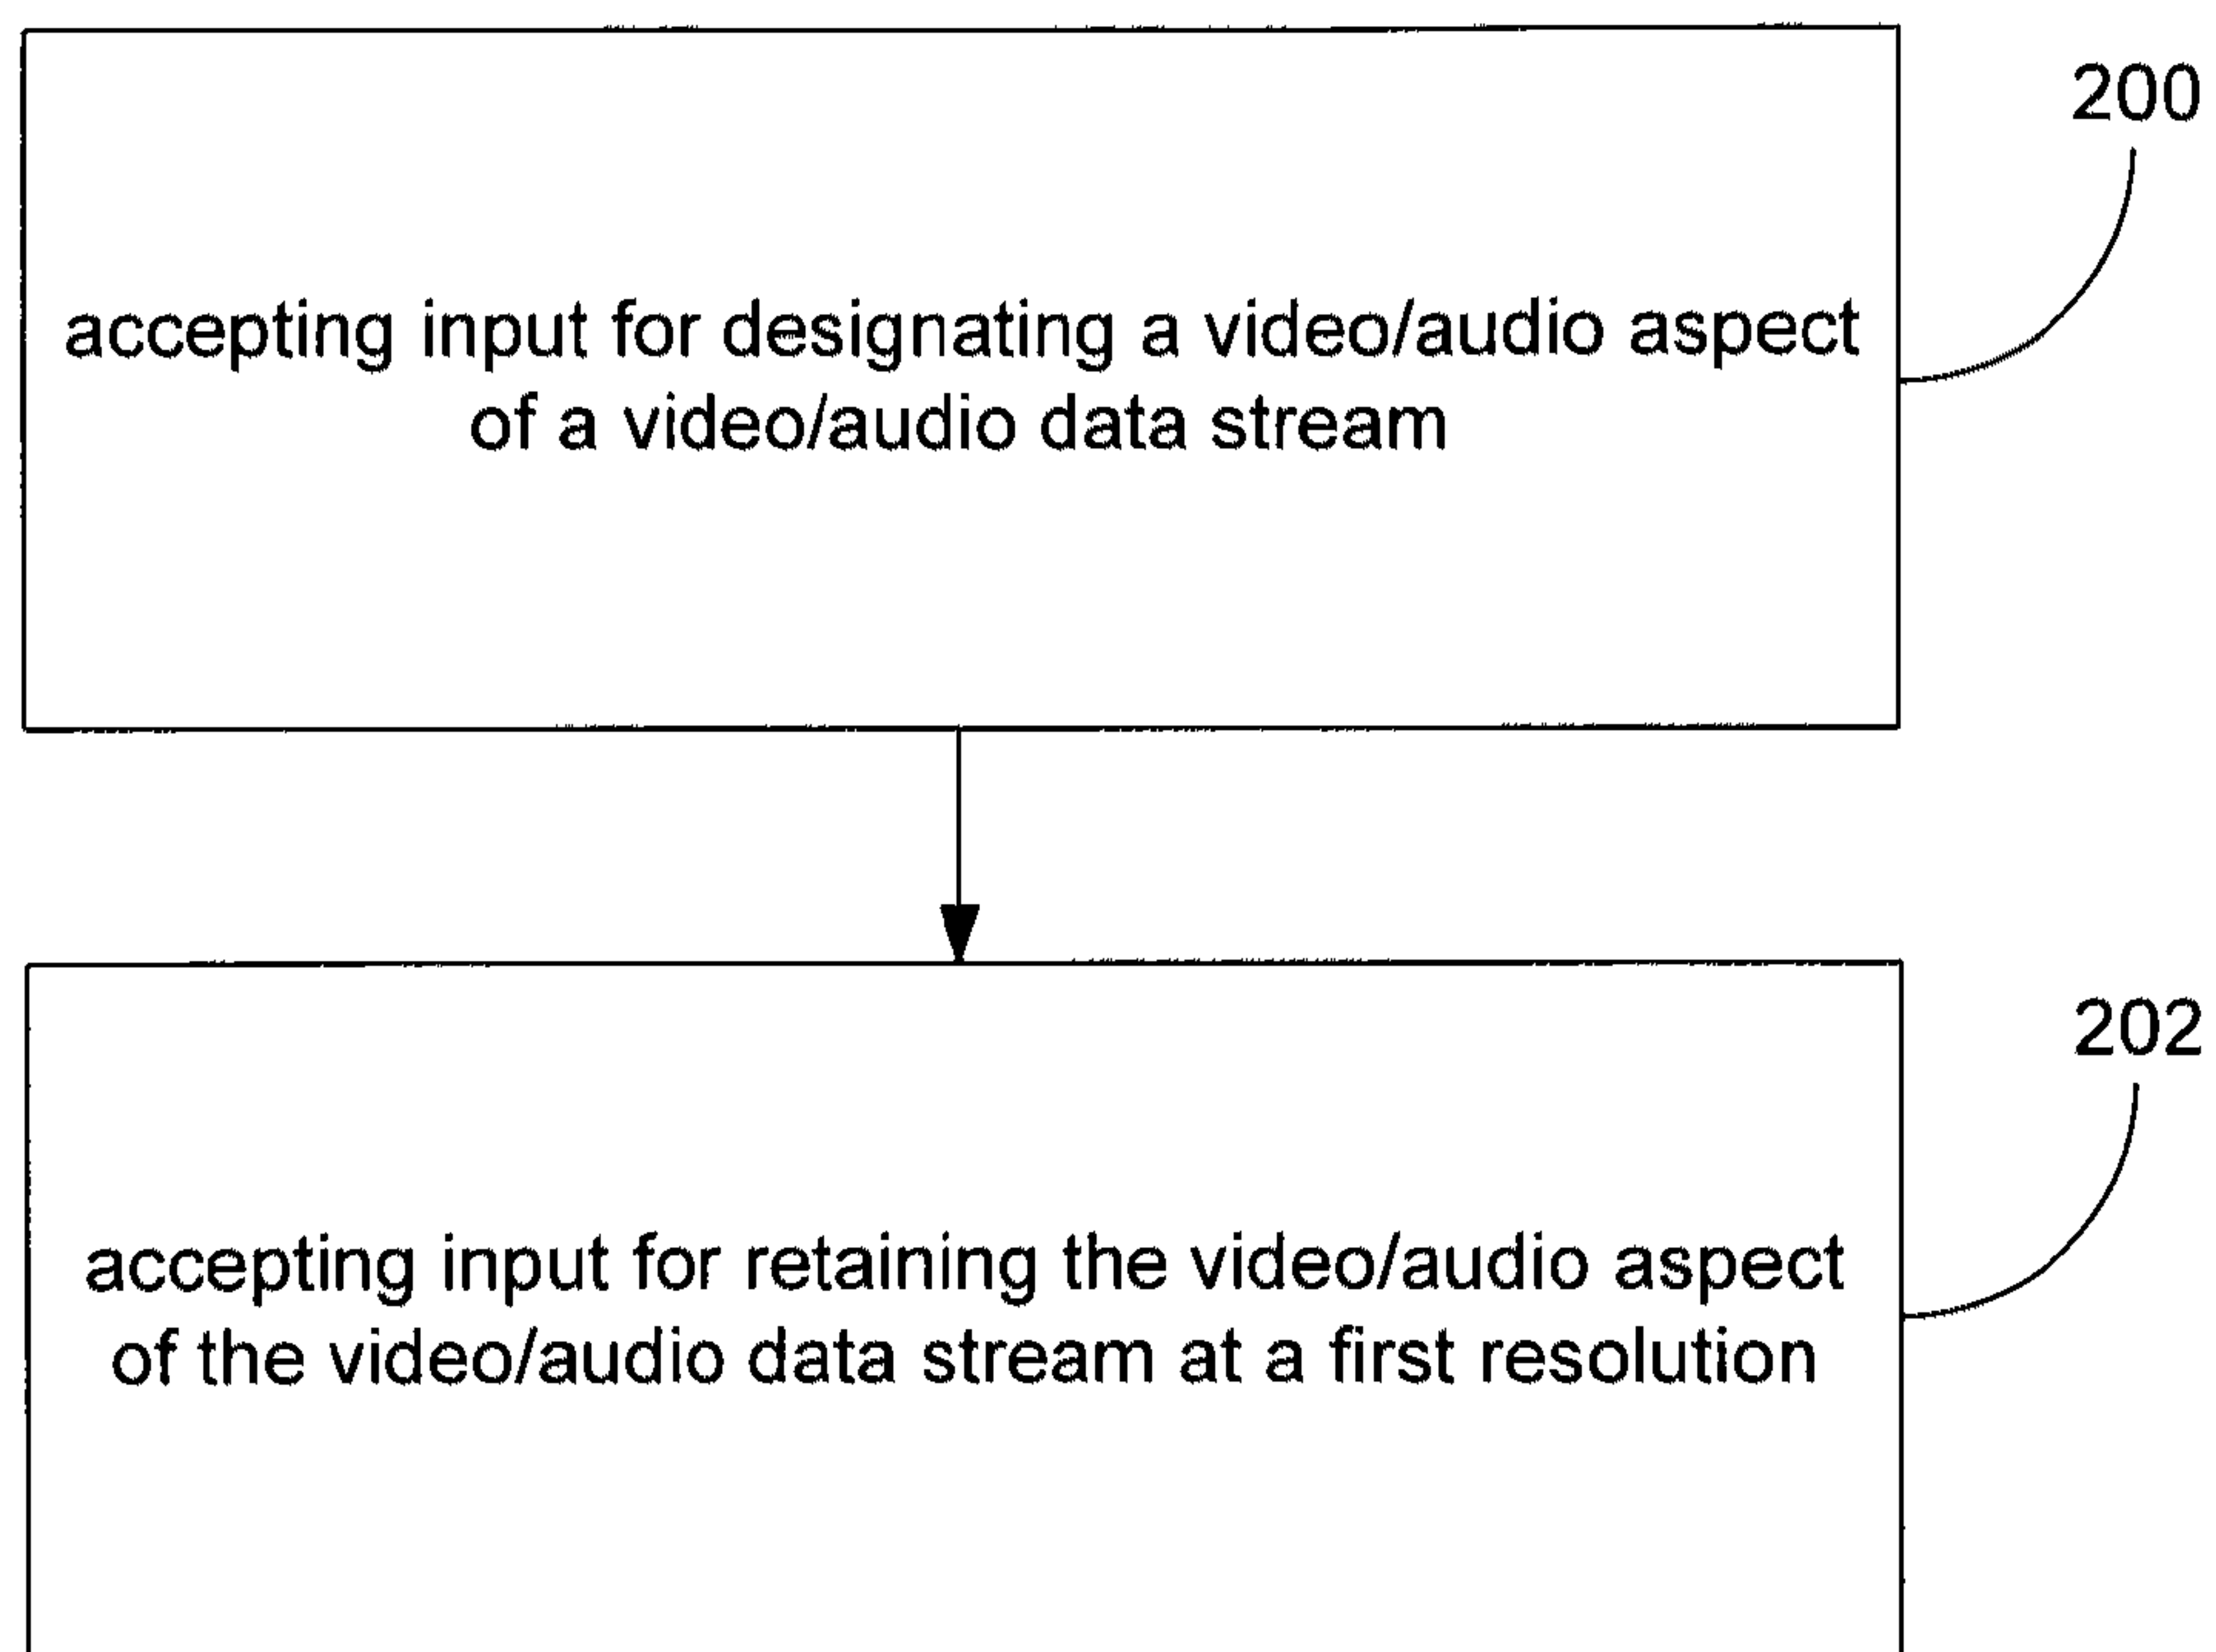 200
accepting input for designating a video/audio aspect
of a video/audio data stream
202
accepting input for retaining the video/audio aspect
of the video/audio data stream at a first resolution